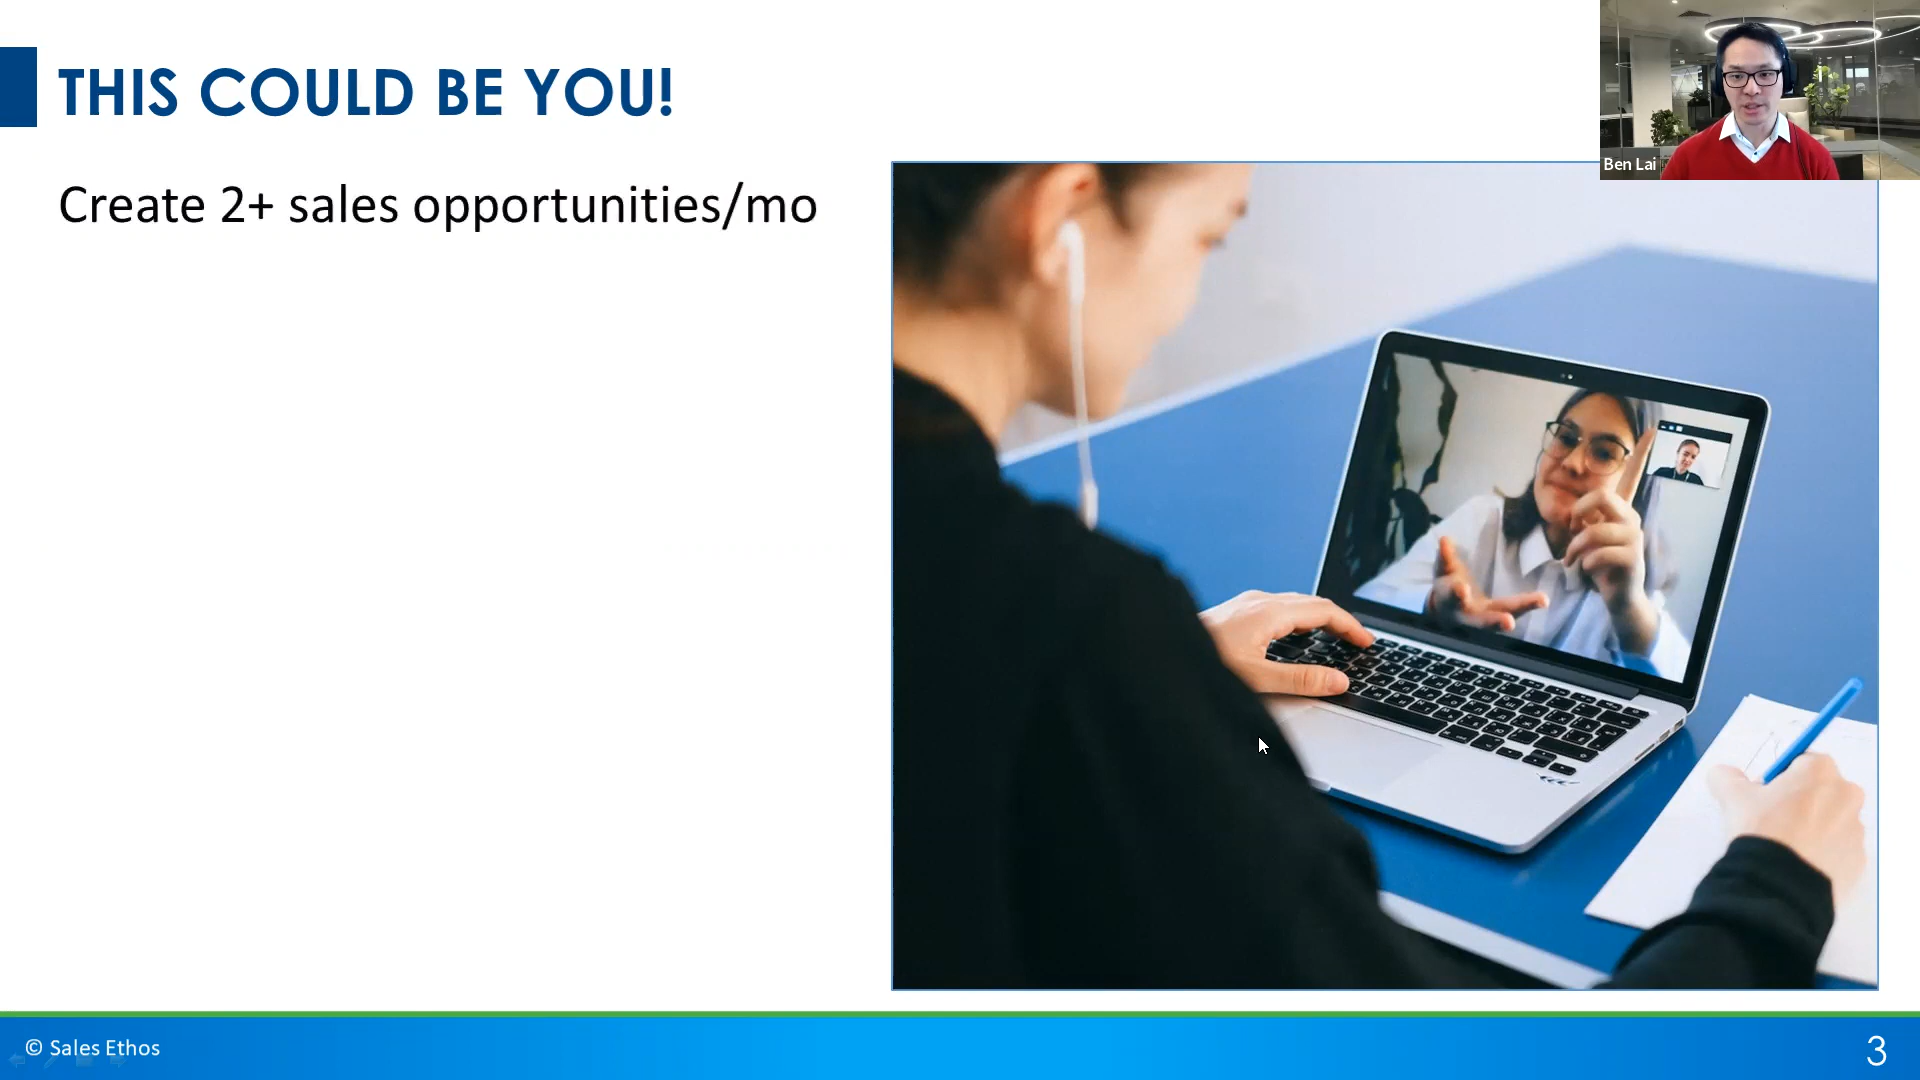 THIS COULD BE YOU!
Ben Lai
Create 2+ sales opportunities/mo
© Sales Ethos
3